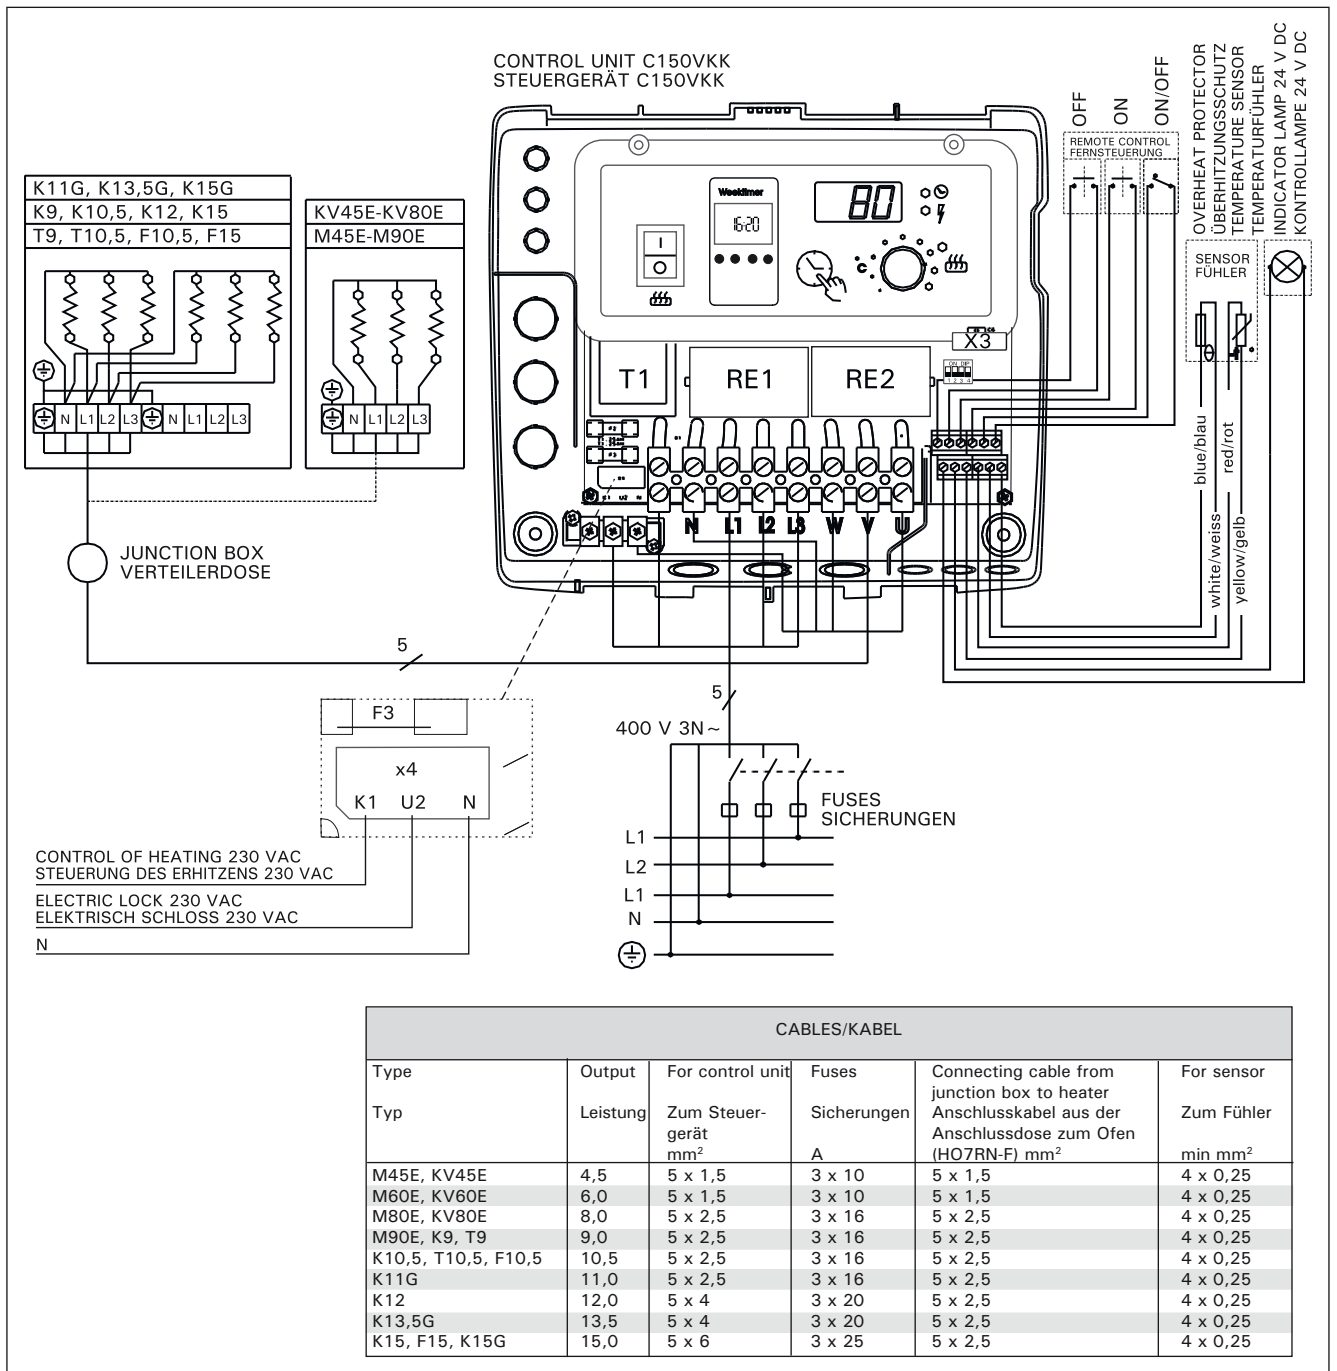 CONTROL UNIT C150VKK
STEUERGERÄT C150VKK
OFF
ON
ON/OFF
REMOTE CONTROL
FERNSTEUERUNG
OVERHEAT PROTECTOR
ÜBERHITZUNGSSCHUTZ
TEMPERATURE SENSOR
TEMPERATURFÜHLER
INDICATOR LAMP 24 V DC
KONTROLLAMPE 24 V DC
SENSOR
FÜHLER
K11G, K13,5G, K15G
K9, K10,5, K12, K15
T9, T10,5, F10,5, F15
KV45E-KV80E
M45E-M90E
N L1 L2 L3 N L1 L2 L3
N L1 L2 L3
Weektimer
16:20
80
I
O
C
X3
T1
RE1
RE2
ON DIP
1 2 3 4
F2
F3
K1 U2 N
N L1 L2 L3 W V U
blue/blau
red/rot
white/weiss
yellow/gelb
JUNCTION BOX
VERTEILERDOSE
5
5
400 V 3N~
F3
x4
K1 U2 N
FUSES
SICHERUNGEN
L1
L2
L1
N
CONTROL OF HEATING 230 VAC
STEUERUNG DES ERHITZENS 230 VAC
ELECTRIC LOCK 230 VAC
ELEKTRISCH SCHLOSS 230 VAC
N
CABLES/KABEL
Type Output For control unit Fuses Connecting cable from For sensor
junction box to heater
Typ Leistung Zum Steuer- Sicherungen Anschlusskabel aus der Zum Fühler
gerät Anschlussdose zum Ofen
mm² A (HO7RN-F) mm² min mm²
M45E, KV45E 4,5 5 x 1,5 3 x 10 5 x 1,5 4 x 0,25
M60E, KV60E 6,0 5 x 1,5 3 x 10 5 x 1,5 4 x 0,25
M80E, KV80E 8,0 5 x 2,5 3 x 16 5 x 2,5 4 x 0,25
M90E, K9, T9 9,0 5 x 2,5 3 x 16 5 x 2,5 4 x 0,25
K10,5, T10,5, F10,5 10,5 5 x 2,5 3 x 16 5 x 2,5 4 x 0,25
K11G 11,0 5 x 2,5 3 x 16 5 x 2,5 4 x 0,25
K12 12,0 5 x 4 3 x 20 5 x 2,5 4 x 0,25
K13,5G 13,5 5 x 4 3 x 20 5 x 2,5 4 x 0,25
K15, F15, K15G 15,0 5 x 6 3 x 25 5 x 2,5 4 x 0,25